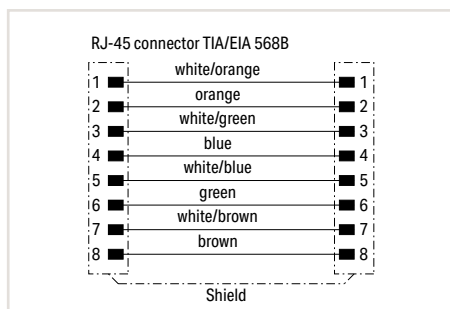 RJ-45 connector TIA/EIA 568B
1 white/orange 1
2 orange 2
3 white/green 3
4 blue 4
5 white/blue 5
6 green 6
7 white/brown 7
8 brown 8
Shield